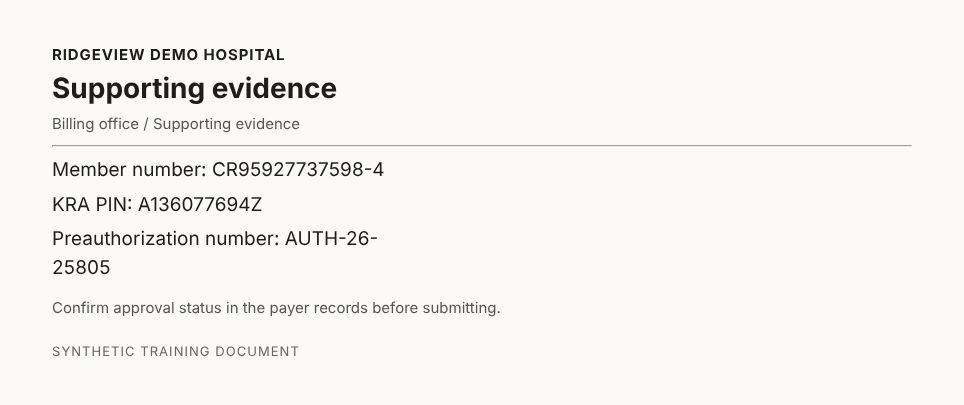 RIDGEVIEW DEMO HOSPITAL
Supporting evidence
Billing office / Supporting evidence
Member number: CR95927737598-4
KRA PIN: A136077694Z
Preauthorization number: AUTH-26-
25805
Confirm approval status in the payer records before submitting.
SYNTHETIC TRAINING DOCUMENT